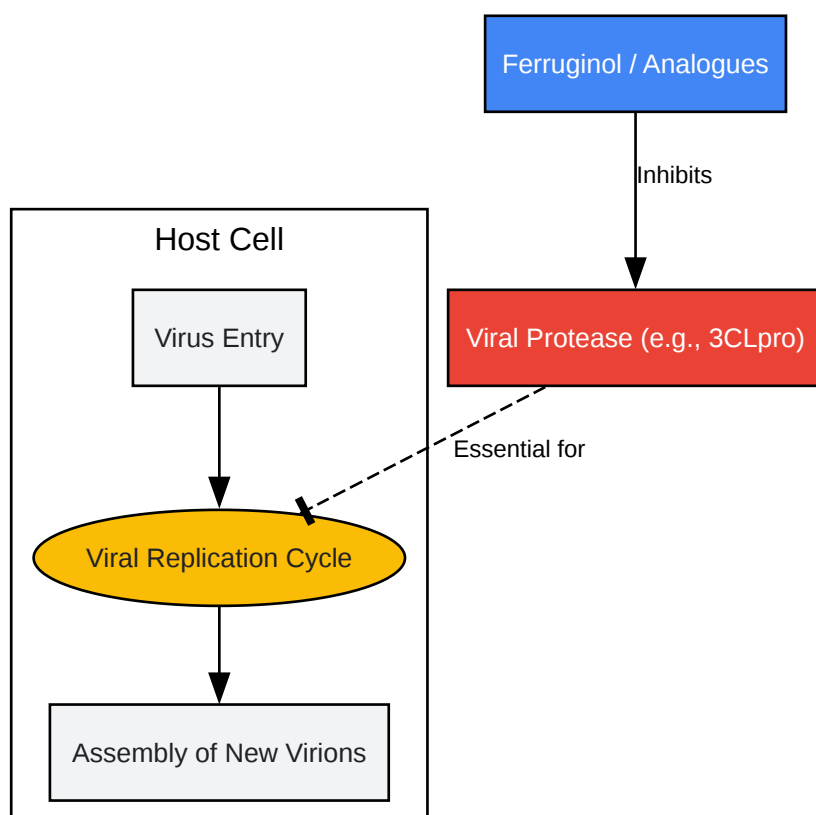 Ferruginol / Analogues
Inhibits
Host Cell
Virus Entry
Viral Protease (e.g., 3CLpro)
Essential for
Viral Replication Cycle
Assembly of New Virions